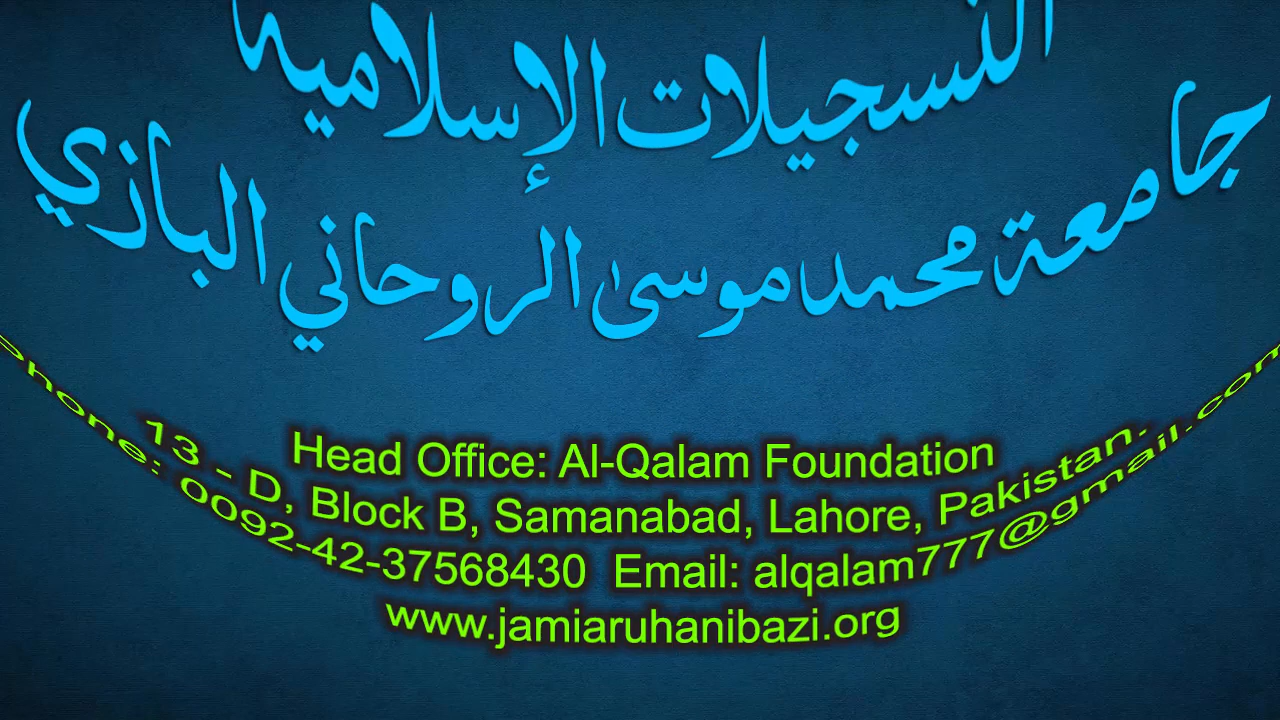 التسجيلات الإسلامية
جامعة محمد موسىٰ الروحاني البازي
Head Office: Al-Qalam Foundation
13 - D, Block B, Samanabad, Lahore, Pakistan.
Phone: 0092-42-37568430 Email: alqalam777@gmail.com
www.jamiaruhanibazi.org